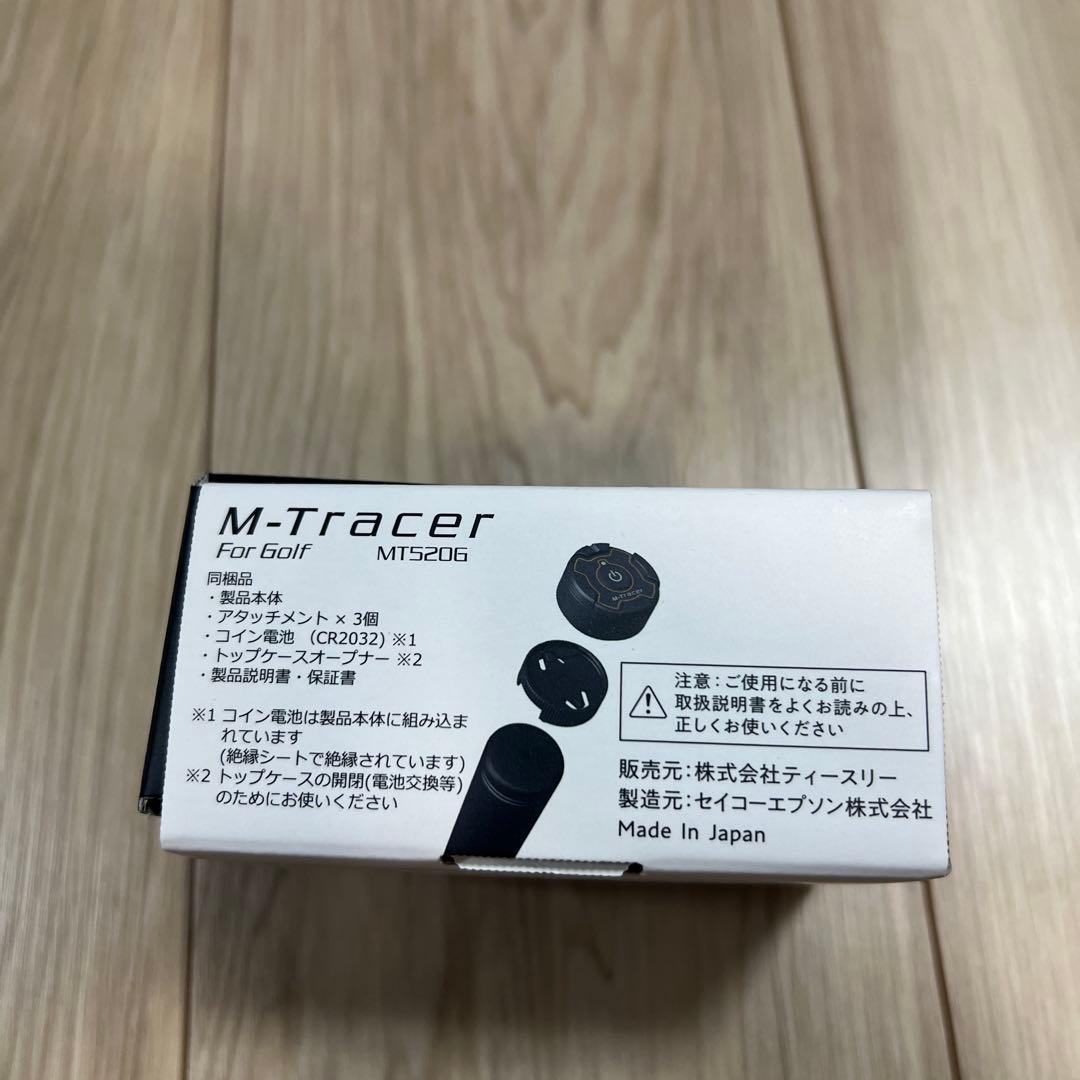 M-Tracer
For Golf MT520G
同梱品
・製品本体
・アタッチメント × 3個
・コイン電池 (CR2032) ※1
・トップケースオープナー ※2
・製品説明書・保証書
※1 コイン電池は製品本体に組み込ま
れています
(絶縁シートで絶縁されています)
※2 トップケースの開閉(電池交換等)
のためにお使いください
M-Tracer
注意：ご使用になる前に
取扱説明書をよくお読みの上、
正しくお使いください
販売元：株式会社ティースリー
製造元：セイコーエプソン株式会社
Made In Japan